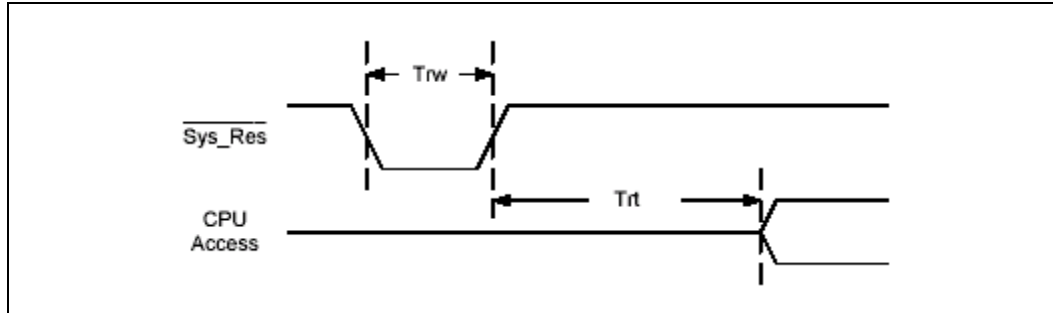 Trw
Sys_Res
Trt
CPU
Access